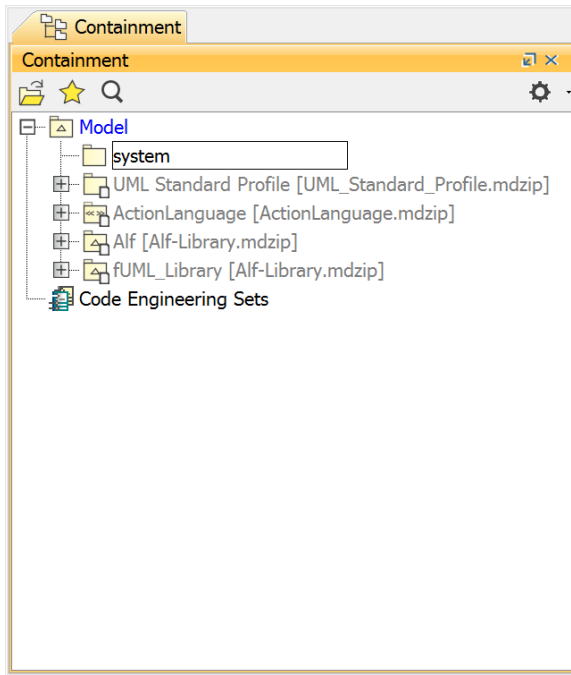 Containment
Containment
Model
system
UML Standard Profile [UML_Standard_Profile.mdzip]
«» ActionLanguage [ActionLanguage.mdzip]
Alf [Alf-Library.mdzip]
fUML_Library [Alf-Library.mdzip]
Code Engineering Sets